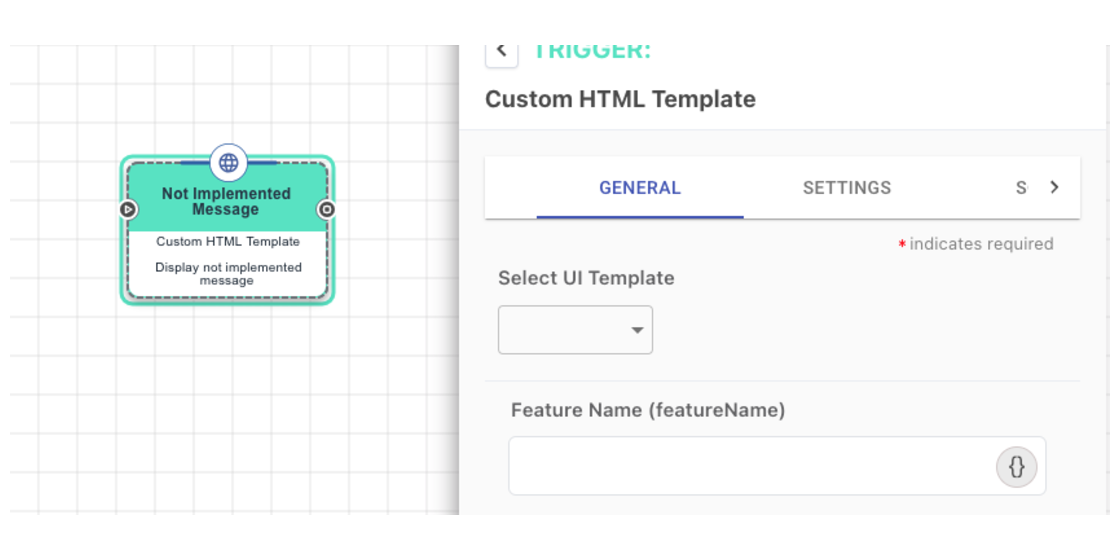 TRIGGER:
Custom HTML Template
GENERAL
SETTINGS
S
* indicates required
Select UI Template
Feature Name (featureName)
{}
Not Implemented
Message
Custom HTML Template
Display not implemented
message